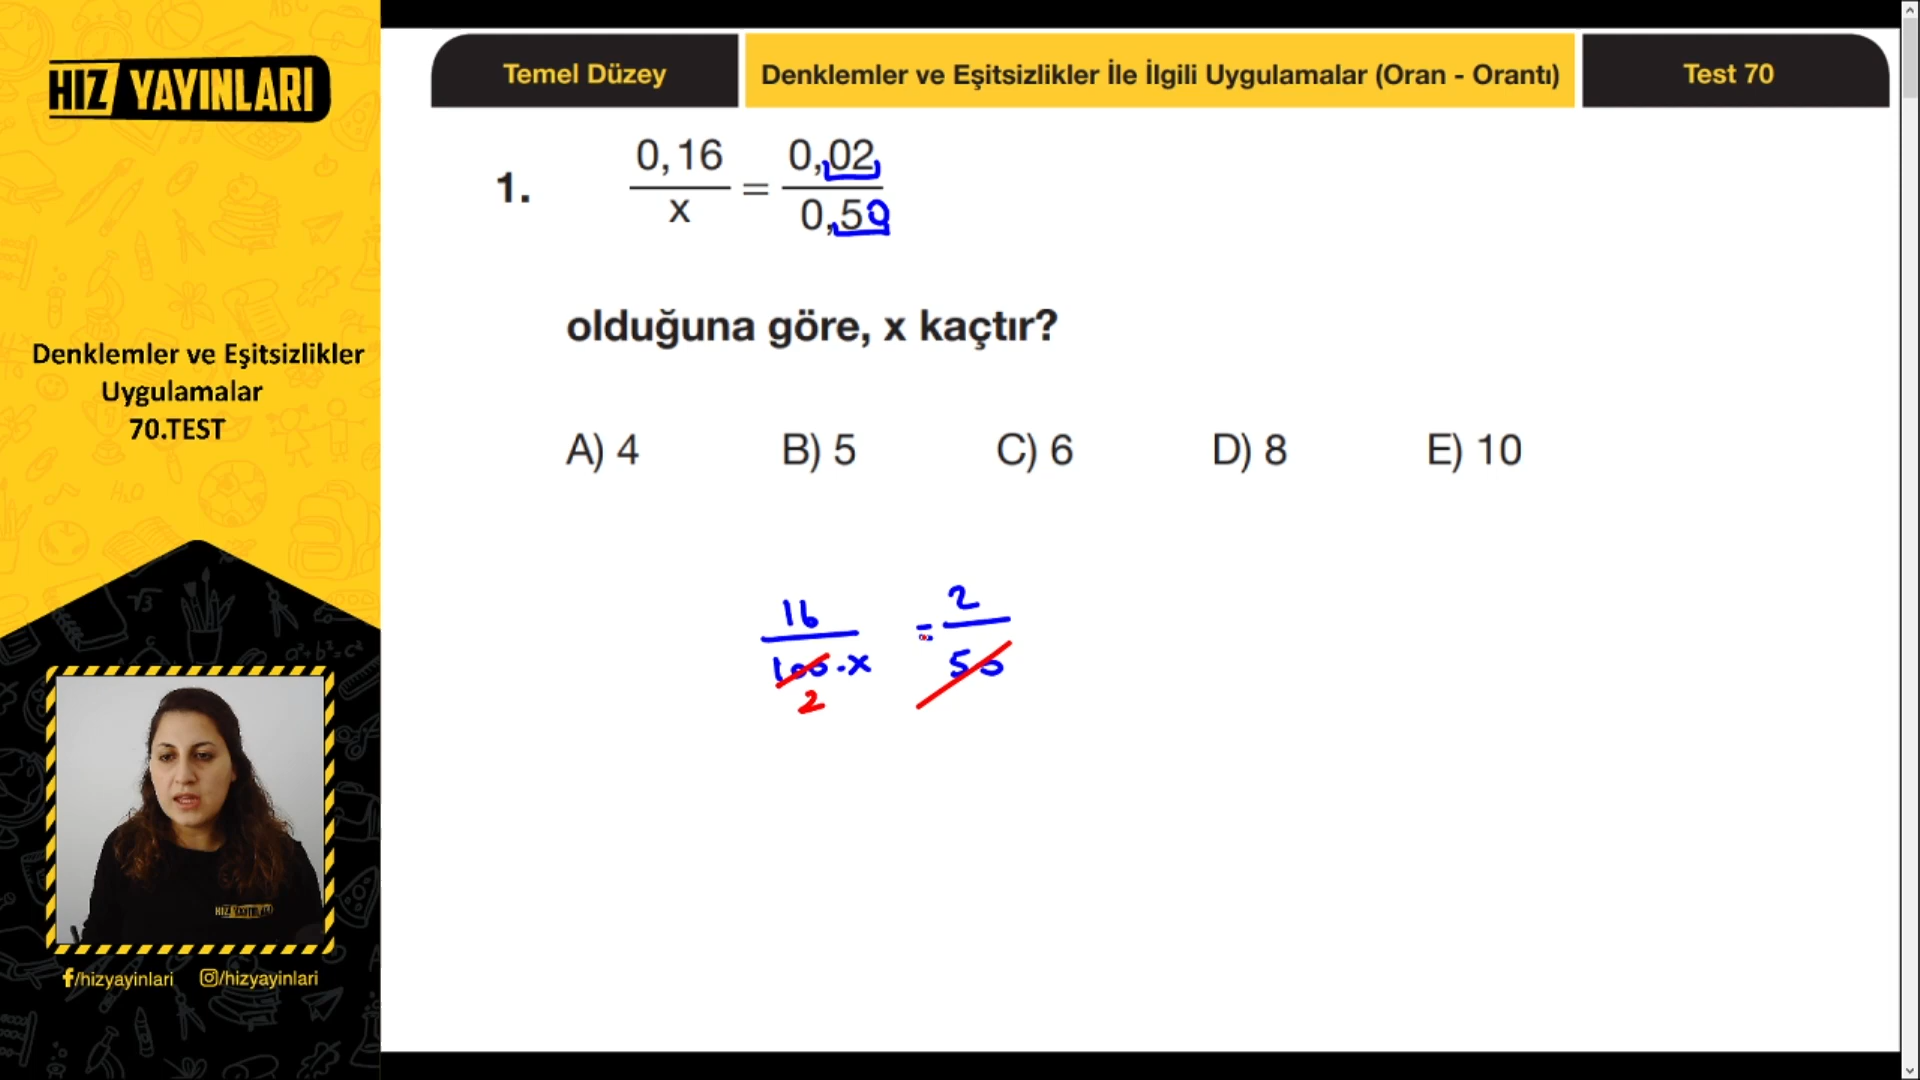 HIZ YAYINLARI
Denklemler ve Eşitsizlikler
Uygulamalar
70.TEST
f/hizyayinlari /hizyayinlari
Temel Düzey
Denklemler ve Eşitsizlikler İle İlgili Uygulamalar (Oran - Orantı)
Test 70
1. 0,16/x = 0,02/0,50
olduğuna göre, x kaçtır?
A) 4 B) 5 C) 6 D) 8 E) 10
16 = 2
100.x 50
2